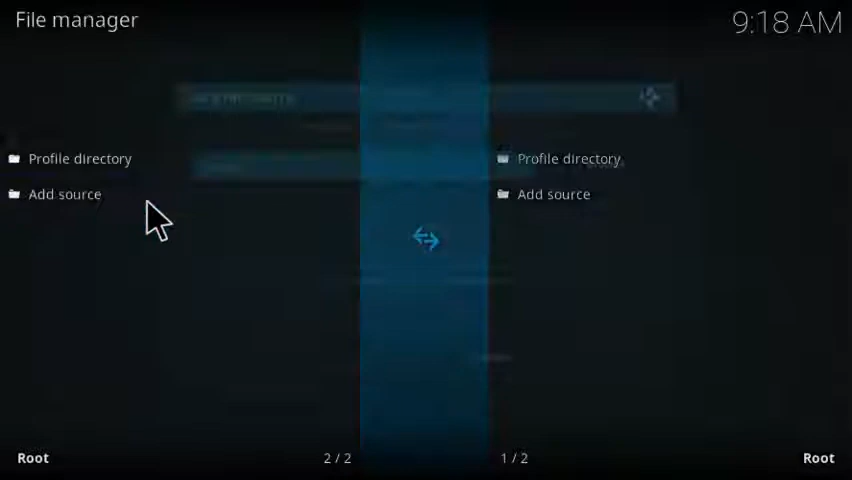 File manager
9:18 AM
Profile directory
Add source
Profile directory
Add source
Root
2 / 2
1 / 2
Root